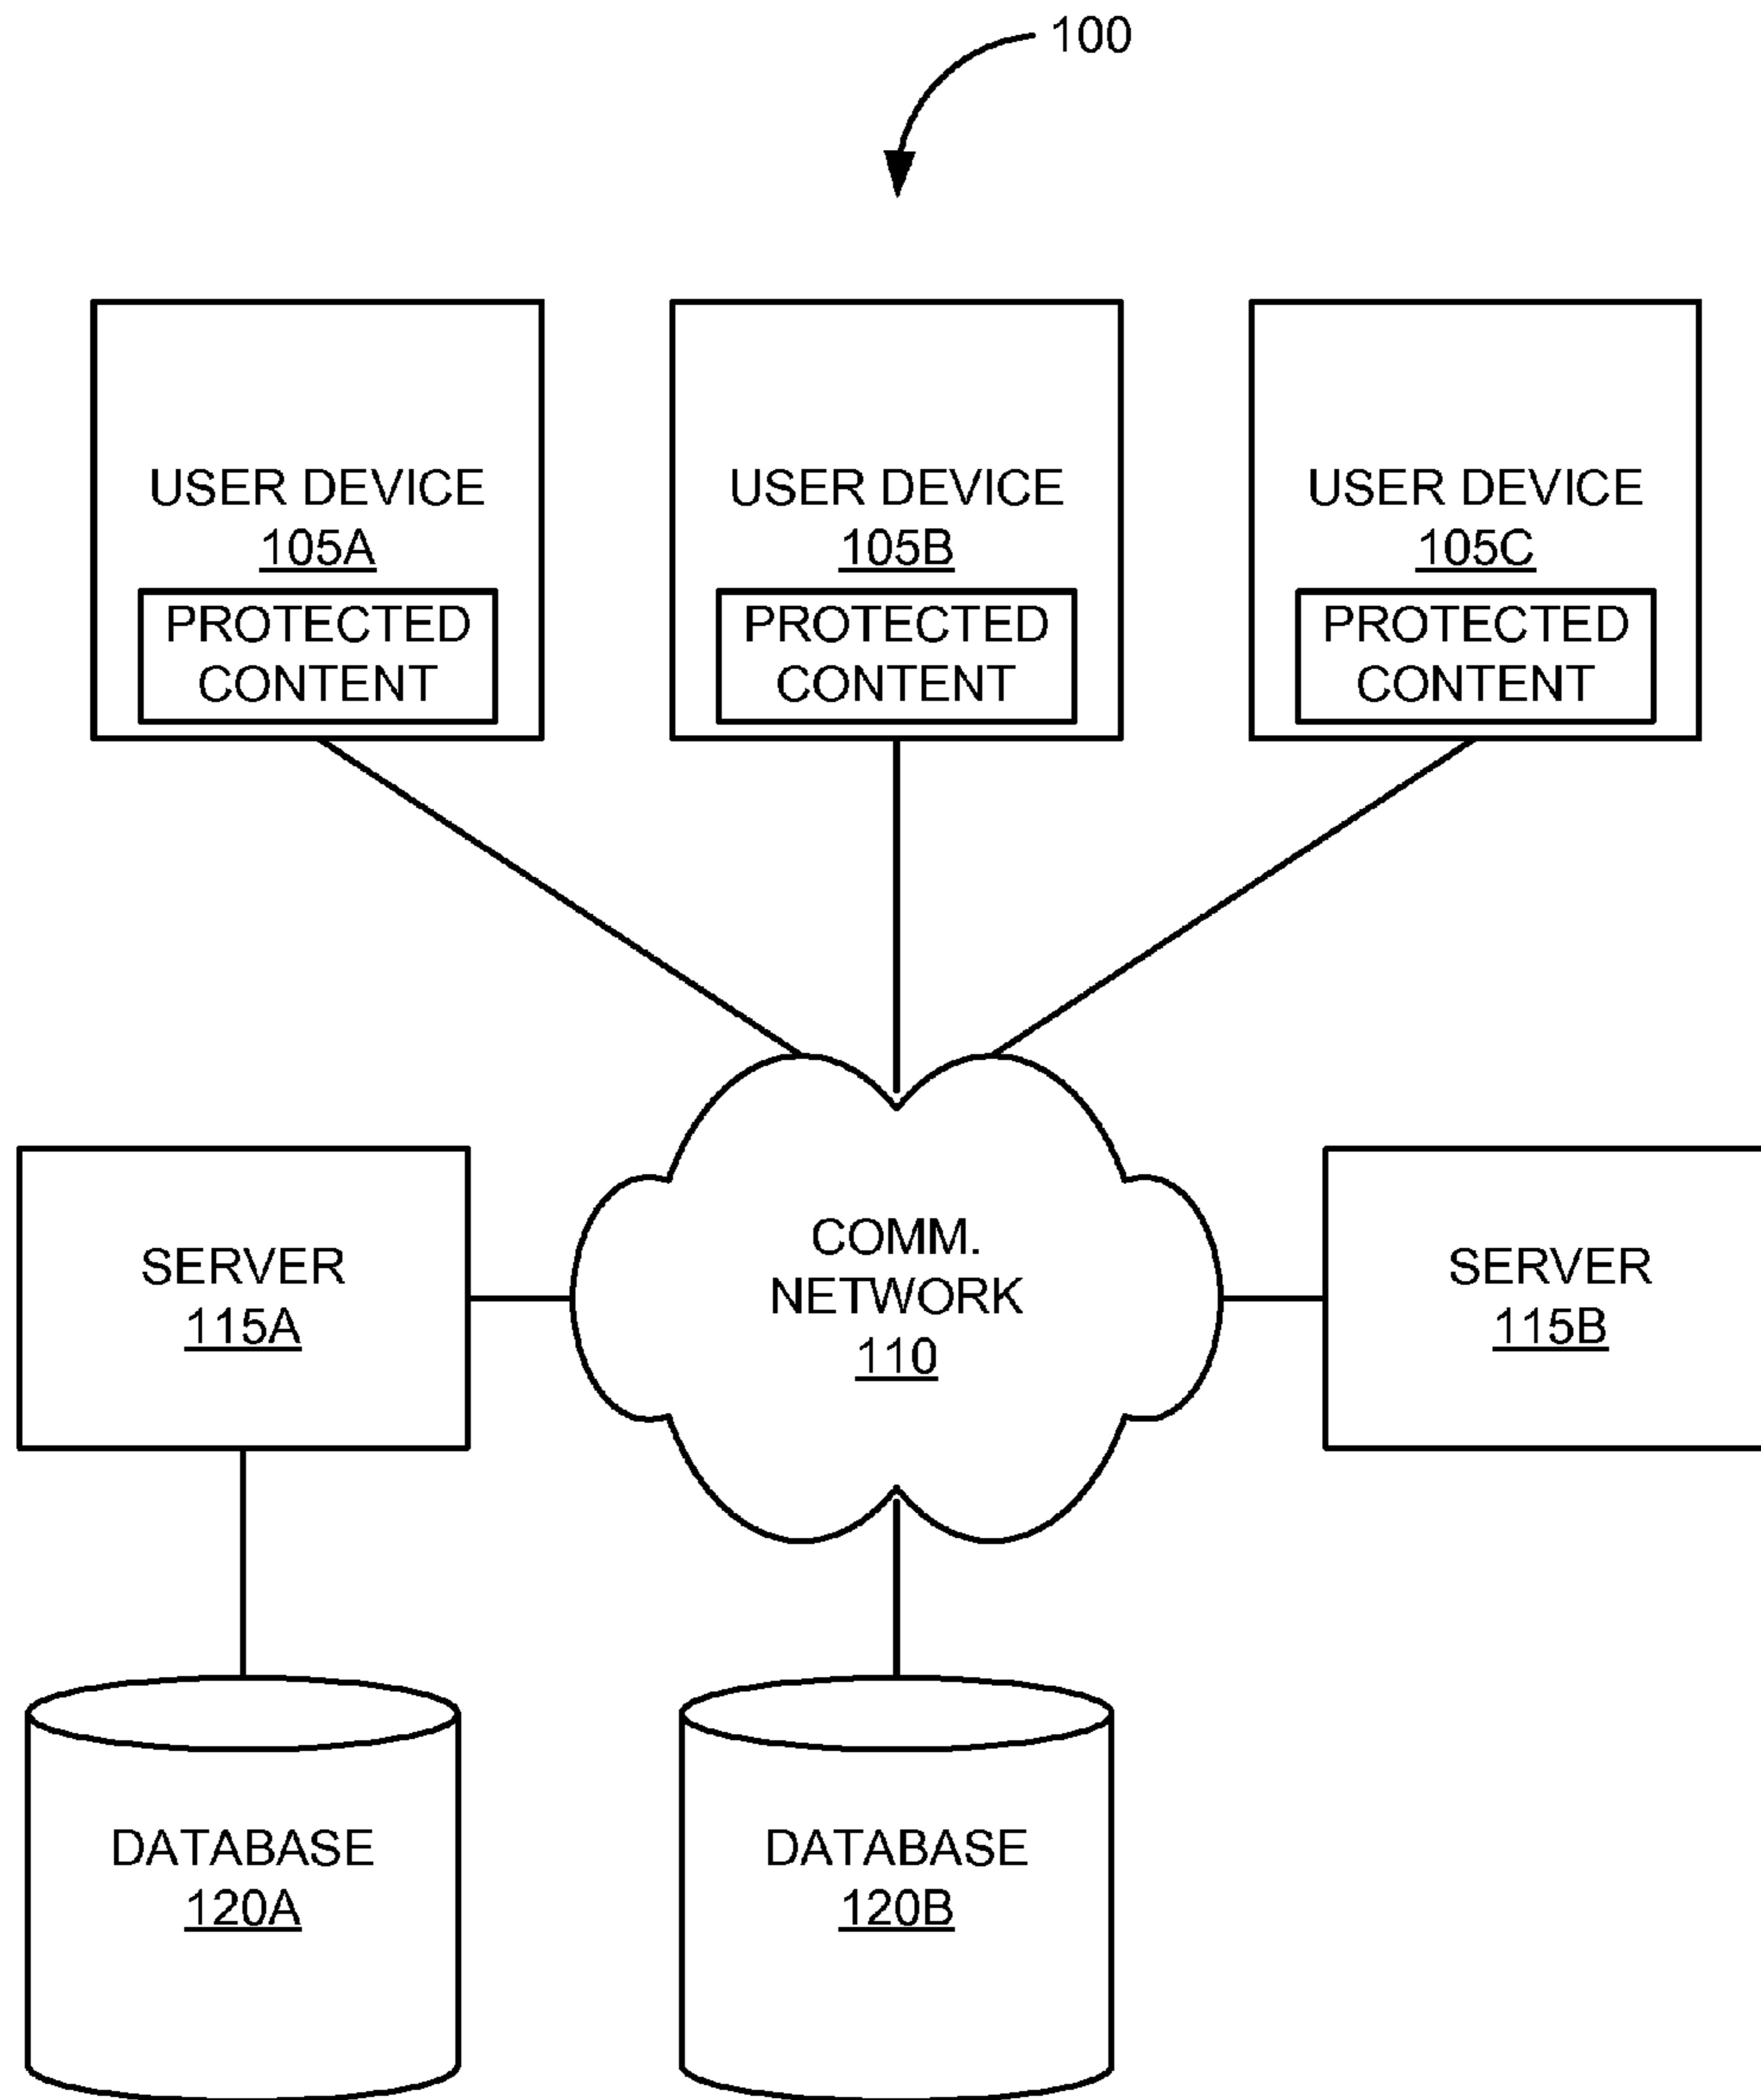 100
USER DEVICE
105A
PROTECTED
CONTENT
USER DEVICE
105B
PROTECTED
CONTENT
USER DEVICE
105C
PROTECTED
CONTENT
SERVER
115A
COMM.
NETWORK
110
SERVER
115B
DATABASE
120A
DATABASE
120B